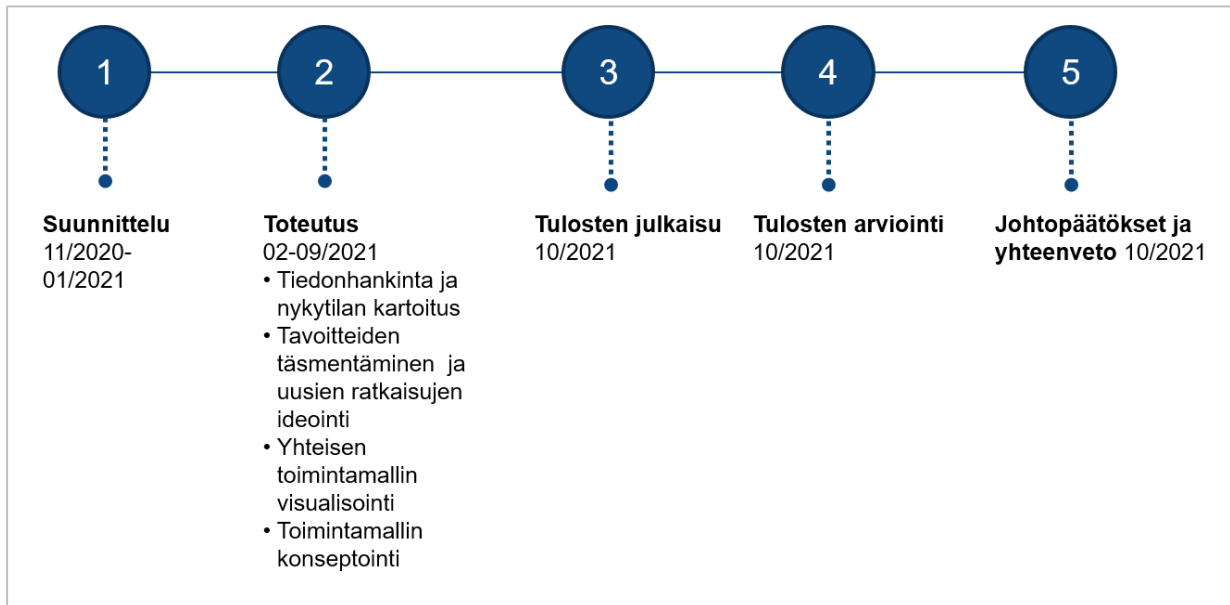 1
2
3
4
5
Suunnittelu
11/2020-
01/2021
Toteutus
02-09/2021
• Tiedonhankinta ja
nykytilan kartoitus
• Tavoitteiden
täsmentäminen ja
uusien ratkaisujen
ideointi
• Yhteisen
toimintamallin
visualisointi
• Toimintamallin
konseptointi
Tulosten julkaisu
10/2021
Tulosten arviointi
10/2021
Johtopäätökset ja
yhteenveto 10/2021